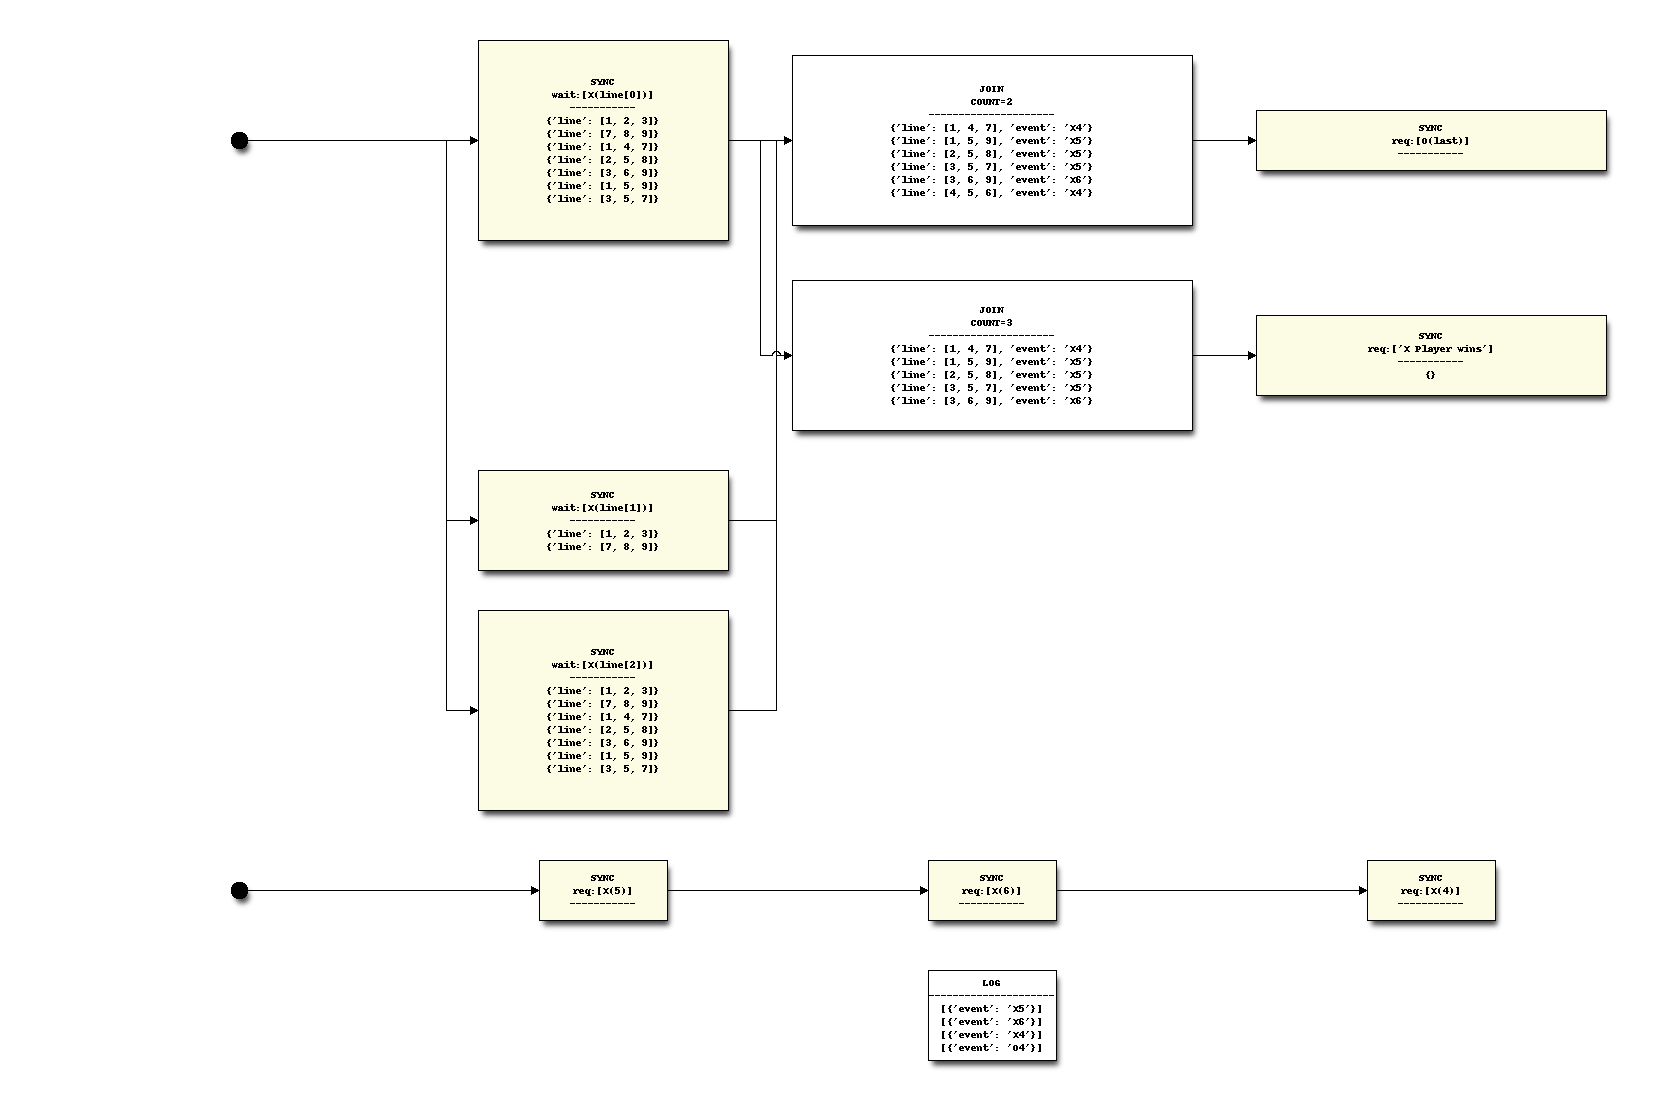 SYNC
wait:[X(line[0])]
-----------
{'line': [1, 2, 3]}
{'line': [7, 8, 9]}
{'line': [1, 4, 7]}
{'line': [2, 5, 8]}
{'line': [3, 6, 9]}
{'line': [1, 5, 9]}
{'line': [3, 5, 7]}
JOIN
COUNT=2
---------------------
{'line': [1, 4, 7], 'event': 'X4'}
{'line': [1, 5, 9], 'event': 'X5'}
{'line': [2, 5, 8], 'event': 'X5'}
{'line': [3, 5, 7], 'event': 'X5'}
{'line': [3, 6, 9], 'event': 'X6'}
{'line': [4, 5, 6], 'event': 'X4'}
SYNC
req:[O(last)]
-----------
JOIN
COUNT=3
---------------------
{'line': [1, 4, 7], 'event': 'X4'}
{'line': [1, 5, 9], 'event': 'X5'}
{'line': [2, 5, 8], 'event': 'X5'}
{'line': [3, 5, 7], 'event': 'X5'}
{'line': [3, 6, 9], 'event': 'X6'}
SYNC
req:['X Player wins']
-----------
{}
SYNC
wait:[X(line[1])]
-----------
{'line': [1, 2, 3]}
{'line': [7, 8, 9]}
SYNC
wait:[X(line[2])]
-----------
{'line': [1, 2, 3]}
{'line': [7, 8, 9]}
{'line': [1, 4, 7]}
{'line': [2, 5, 8]}
{'line': [3, 6, 9]}
{'line': [1, 5, 9]}
{'line': [3, 5, 7]}
SYNC
req:[X(5)]
-----------
SYNC
req:[X(6)]
-----------
SYNC
req:[X(4)]
-----------
LOG
---------------------
[{'event': 'X5'}]
[{'event': 'X6'}]
[{'event': 'X4'}]
[{'event': 'O4'}]